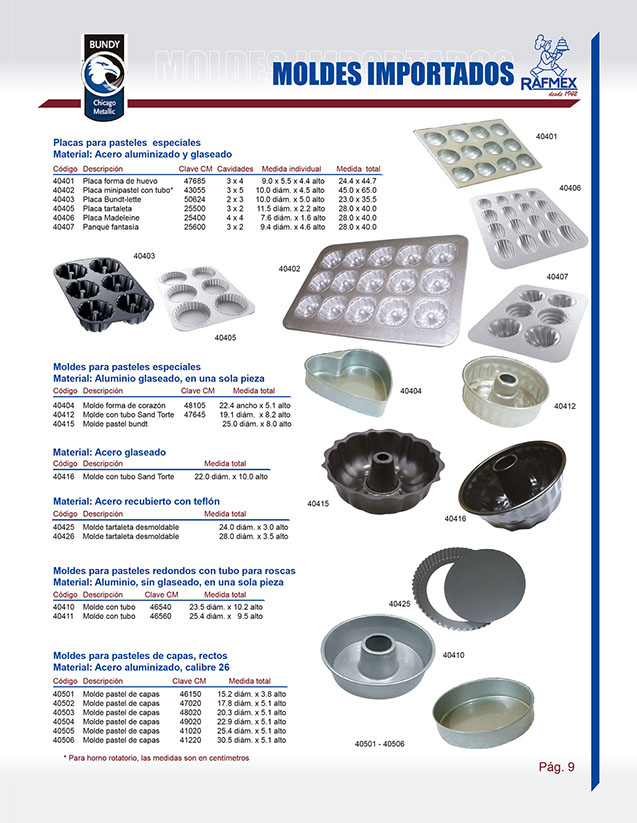 BUNDY
Chicago
Metallic
MOLDES IMPORTADOS
MOLDES IMPORTADOS
RAFMEX
desde 1942
Placas para pasteles especiales
Material: Acero aluminizado y glaseado
Código Descripción Clave CM Cavidades Medida individual Medida total
40401 Placa forma de huevo 47685 3 x 4 9.0 x 5.5 x 4.4 alto 24.4 x 44.7
40402 Placa minipastel con tubo* 43055 3 x 5 10.0 diám. x 4.5 alto 45.0 x 65.0
40403 Placa Bundt-lette 50624 2 x 3 10.0 diám. x 5.0 alto 23.0 x 35.5
40405 Placa tartaleta 25500 3 x 2 11.5 diám. x 2.2 alto 28.0 x 40.0
40406 Placa Madeleine 25400 4 x 4 7.6 diám. x 1.6 alto 28.0 x 40.0
40407 Panqué fantasía 25600 3 x 2 9.4 diám. x 4.6 alto 28.0 x 40.0
40401
40406
40403
40402
40407
40405
Moldes para pasteles especiales
Material: Aluminio glaseado, en una sola pieza
Código Descripción Clave CM Medida total
40404 Molde forma de corazón 48105 22.4 ancho x 5.1 alto
40412 Molde con tubo Sand Torte 47645 19.1 diám. x 8.2 alto
40415 Molde pastel bundt 25.0 diám. x 8.0 alto
40404
40412
Material: Acero glaseado
Código Descripción Medida total
40416 Molde con tubo Sand Torte 22.0 diám. x 10.0 alto
Material: Acero recubierto con teflón
Código Descripción Medida total
40425 Molde tartaleta desmoldable 24.0 diám. x 3.0 alto
40426 Molde tartaleta desmoldable 28.0 diám. x 3.5 alto
40415
40416
Moldes para pasteles redondos con tubo para roscas
Material: Aluminio, sin glaseado, en una sola pieza
Código Descripción Clave CM Medida total
40410 Molde con tubo 46540 23.5 diám. x 10.2 alto
40411 Molde con tubo 46560 25.4 diám. x 9.5 alto
40425
40410
Moldes para pasteles de capas, rectos
Material: Acero aluminizado, calibre 26
Código Descripción Clave CM Medida total
40501 Molde pastel de capas 46150 15.2 diám. x 3.8 alto
40502 Molde pastel de capas 47020 17.8 diám. x 5.1 alto
40503 Molde pastel de capas 48020 20.3 diám. x 5.1 alto
40504 Molde pastel de capas 49020 22.9 diám. x 5.1 alto
40505 Molde pastel de capas 41020 25.4 diám. x 5.1 alto
40506 Molde pastel de capas 41220 30.5 diám. x 5.1 alto
40501 - 40506
* Para horno rotatorio, las medidas son en centímetros
Pág. 9